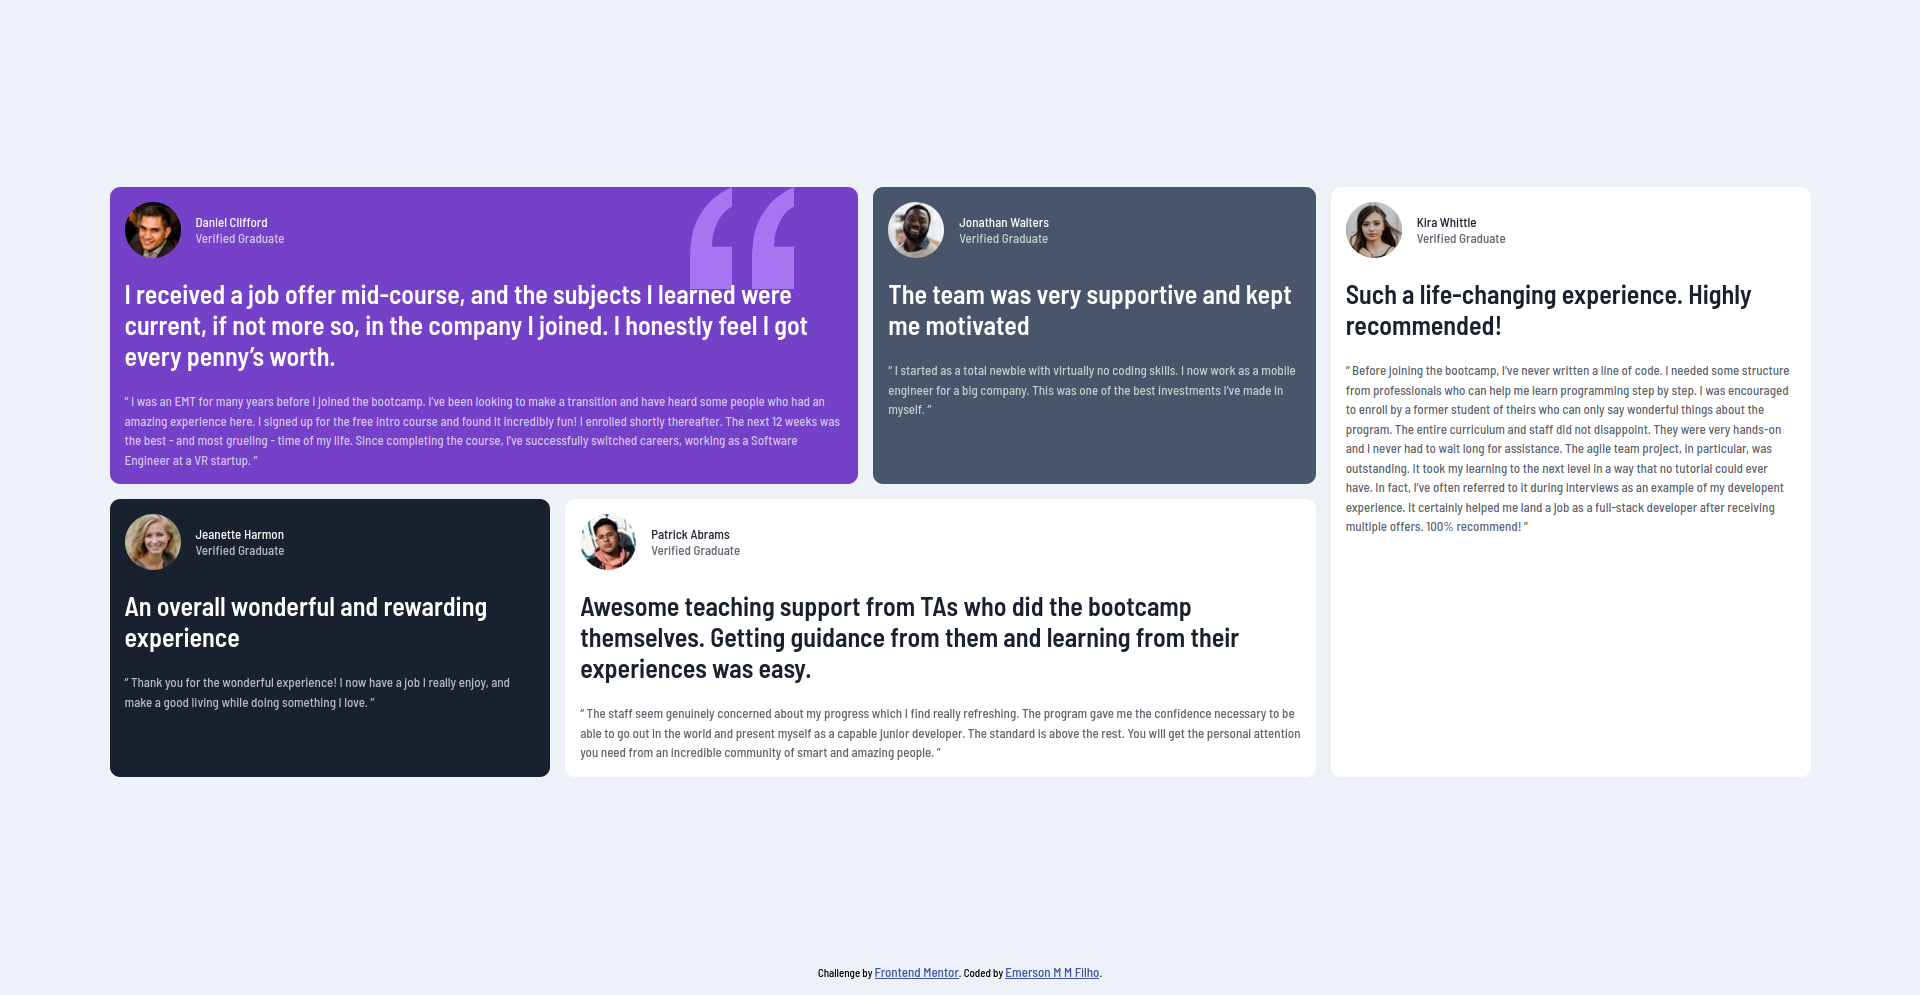 Daniel Clifford
Verified Graduate
I received a job offer mid-course, and the subjects I learned were
current, if not more so, in the company I joined. I honestly feel I got
every penny’s worth.
“ I was an EMT for many years before I joined the bootcamp. I’ve been looking to make a transition and have heard some people who had an
amazing experience here. I signed up for the free intro course and found it incredibly fun! I enrolled shortly thereafter. The next 12 weeks was
the best - and most grueling - time of my life. Since completing the course, I’ve successfully switched careers, working as a Software
Engineer at a VR startup. ”
Jonathan Walters
Verified Graduate
The team was very supportive and kept
me motivated
“ I started as a total newbie with virtually no coding skills. I now work as a mobile
engineer for a big company. This was one of the best investments I’ve made in
myself. ”
Kira Whittle
Verified Graduate
Such a life-changing experience. Highly
recommended!
“ Before joining the bootcamp, I’ve never written a line of code. I needed some structure
from professionals who can help me learn programming step by step. I was encouraged
to enroll by a former student of theirs who can only say wonderful things about the
program. The entire curriculum and staff did not disappoint. They were very hands-on
and I never had to wait long for assistance. The agile team project, in particular, was
outstanding. It took my learning to the next level in a way that no tutorial could ever
have. In fact, I’ve often referred to it during interviews as an example of my developent
experience. It certainly helped me land a job as a full-stack developer after receiving
multiple offers. 100% recommend! ”
Jeanette Harmon
Verified Graduate
An overall wonderful and rewarding
experience
“ Thank you for the wonderful experience! I now have a job I really enjoy, and
make a good living while doing something I love. ”
Patrick Abrams
Verified Graduate
Awesome teaching support from TAs who did the bootcamp
themselves. Getting guidance from them and learning from their
experiences was easy.
“ The staff seem genuinely concerned about my progress which I find really refreshing. The program gave me the confidence necessary to be
able to go out in the world and present myself as a capable junior developer. The standard is above the rest. You will get the personal attention
you need from an incredible community of smart and amazing people. ”
Challenge by Frontend Mentor. Coded by Emerson M M Filho.